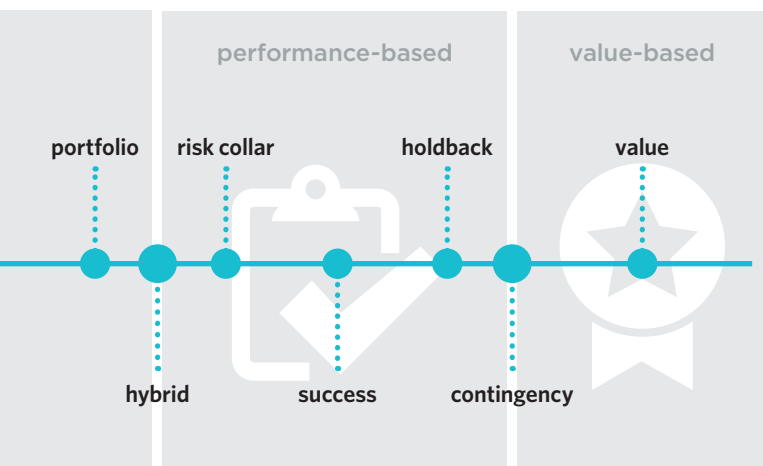 performance-based
value-based
portfolio
risk collar
holdback
value
hybrid
success
contingency